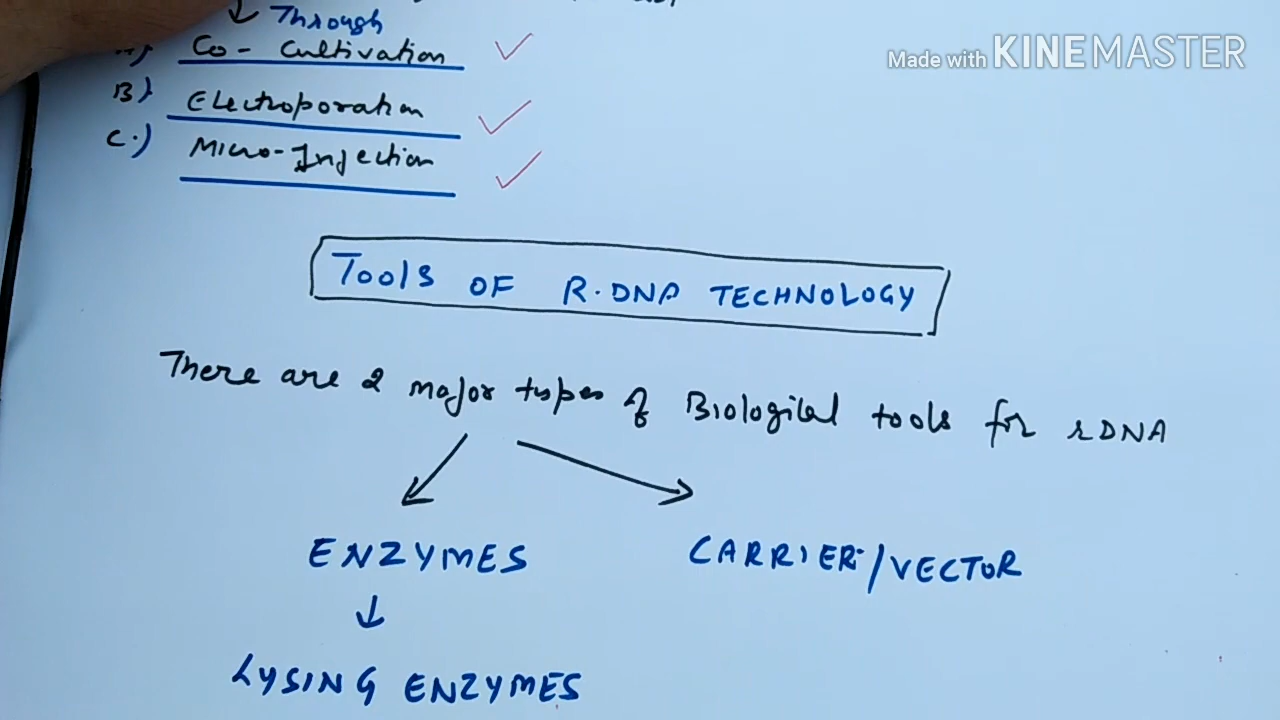 ↓ Through
A) Co - Cultivation ✓
B) Electroporation ✓
C.) Micro-Injection ✓
Made with KINEMASTER
Tools OF R.DNA TECHNOLOGY
There are 2 major types of Biological tools for rDNA
ENZYMES
CARRIER/VECTOR
↓
LYSING ENZYMES